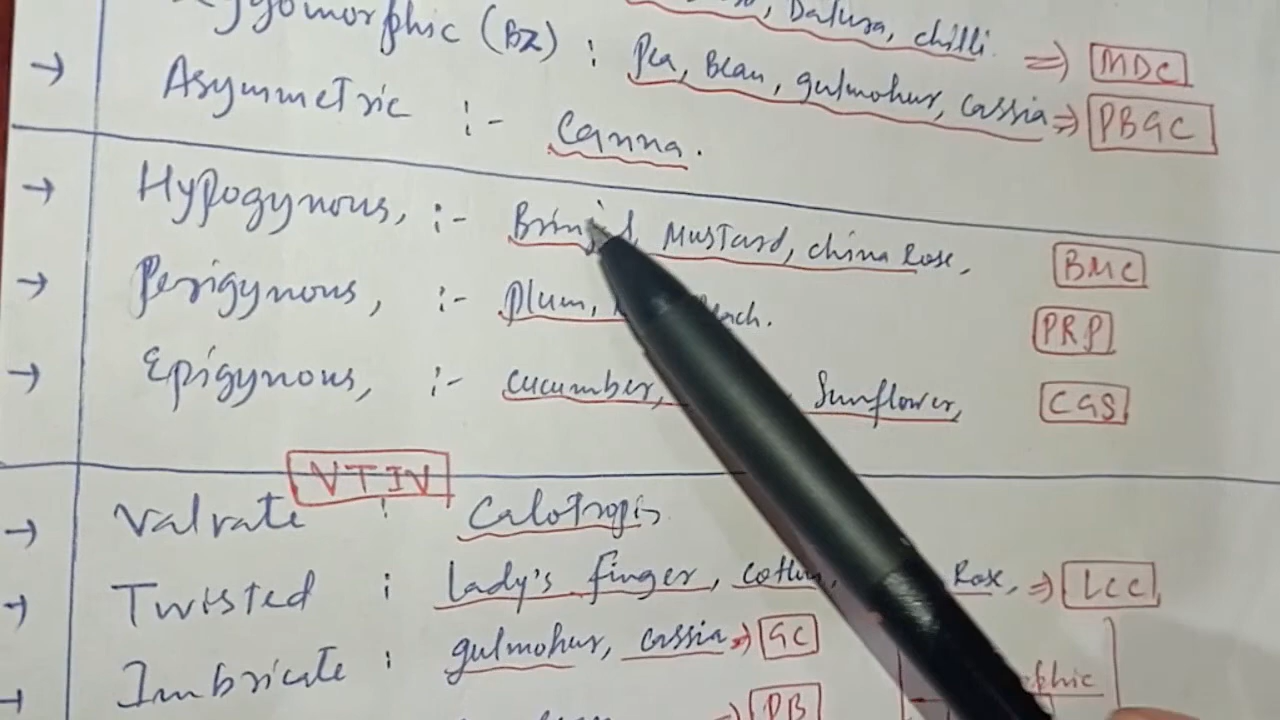 Datura, chilli. ⇒ MDC
Zygomorphic (BZ) : Pea, Bean, gulmohur, Cassia ⇒ PBGC
→ Asymmetric :- Canna.
→ Hypogynous, :- Mustard, china Rose, BMC
→ Perigynous, :- plum, PRP
→ Epigynous, :- cucumber, Sunflower, CGS
VTIV
→ Valvate : Calotropis
→ Twisted : Lady's finger, cotton, Rose, ⇒ LCC
→ Imbricate : gulmohur, cassia ⇒ GC
⇒ PB